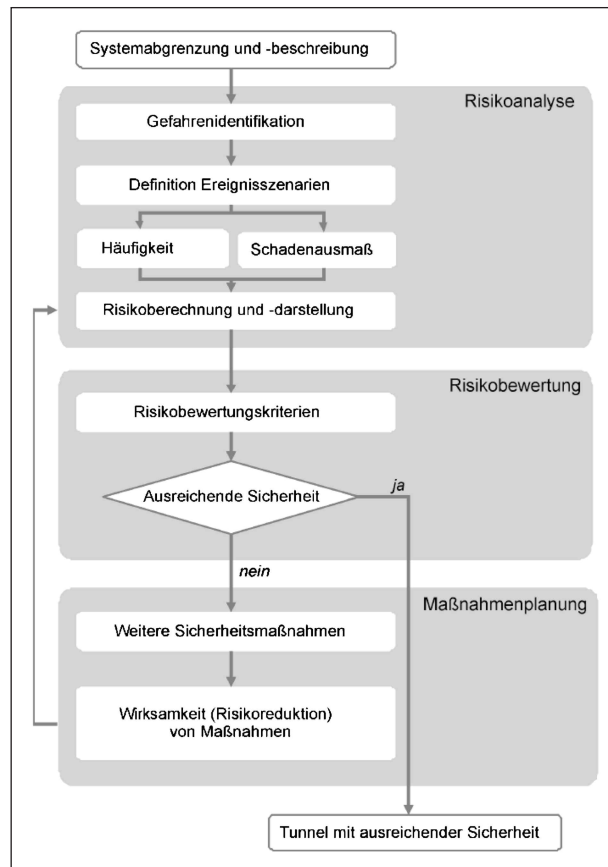 Systemabgrenzung und -beschreibung
Risikoanalyse
Gefahrenidentifikation
Definition Ereignisszenarien
Häufigkeit
Schadenausmaß
Risikoberechnung und -darstellung
Risikobewertung
Risikobewertungskriterien
Ausreichende Sicherheit
ja
nein
Maßnahmenplanung
Weitere Sicherheitsmaßnahmen
Wirksamkeit (Risikoreduktion)
von Maßnahmen
Tunnel mit ausreichender Sicherheit